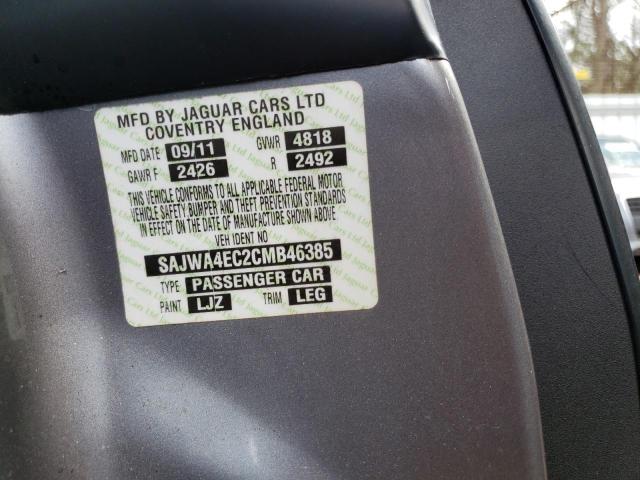 MFD BY JAGUAR CARS LTD
COVENTRY ENGLAND
MFD DATE 09/11 GVWR 4818
GAWR F 2426 R 2492
THIS VEHICLE CONFORMS TO ALL APPLICABLE FEDERAL MOTOR
VEHICLE SAFETY BUMPER AND THEFT PREVENTION STANDARDS
IN EFFECT ON THE DATE OF MANUFACTURE SHOWN ABOVE
VEH IDENT NO
SAJWA4EC2CMB46385
TYPE PASSENGER CAR
PAINT LJZ TRIM LEG